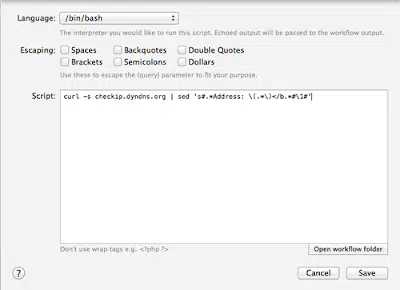 Language: /bin/bash
The interpreter you would like to run this script. Echoed output will be passed to the workflow output.
Escaping: Spaces Backquotes Double Quotes
Brackets Semicolons Dollars
Use these to escape the {query} parameter to fit your purpose.
Script: curl -s checkip.dyndns.org | sed 's#.*Address: \(.*\)</b.*#\1#'
Don't use wrap tags e.g. <?php ?>
Open workflow folder
? Cancel Save